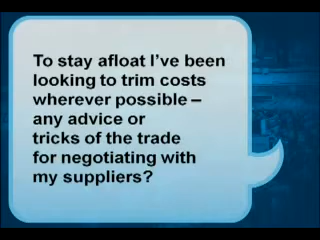 To stay afloat I've been
looking to trim costs
wherever possible –
any advice or
tricks of the trade
for negotiating with
my suppliers?